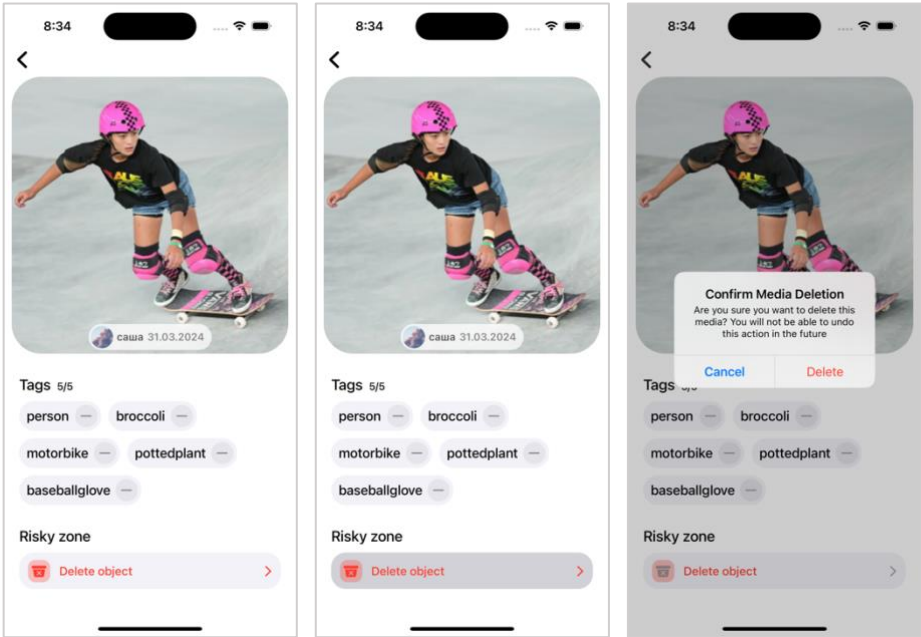 8:34
саша 31.03.2024
Tags 5/5
person
broccoli
motorbike
pottedplant
baseballglove
Risky zone
Delete object
8:34
саша 31.03.2024
Tags 5/5
person
broccoli
motorbike
pottedplant
baseballglove
Risky zone
Delete object
8:34
Confirm Media Deletion
Are you sure you want to delete this
media? You will not be able to undo
this action in the future
Cancel
Delete
Tags
person
broccoli
motorbike
pottedplant
baseballglove
Risky zone
Delete object